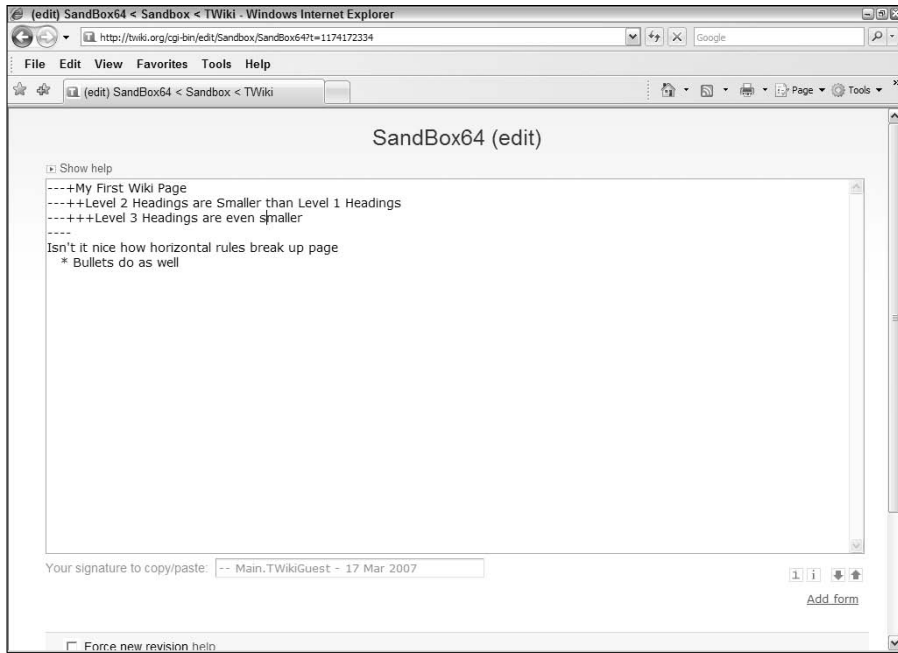 (edit) SandBox64 < Sandbox < TWiki - Windows Internet Explorer
http://twiki.org/cgi-bin/edit/Sandbox/SandBox64?t=1174172334
Google
File Edit View Favorites Tools Help
(edit) SandBox64 < Sandbox < TWiki
Page Tools »
SandBox64 (edit)
Show help
---+My First Wiki Page
---++Level 2 Headings are Smaller than Level 1 Headings
---+++Level 3 Headings are even smaller
----
Isn't it nice how horizontal rules break up page
* Bullets do as well
Your signature to copy/paste: -- Main.TWikiGuest - 17 Mar 2007
1 i
Add form
Force new revision help